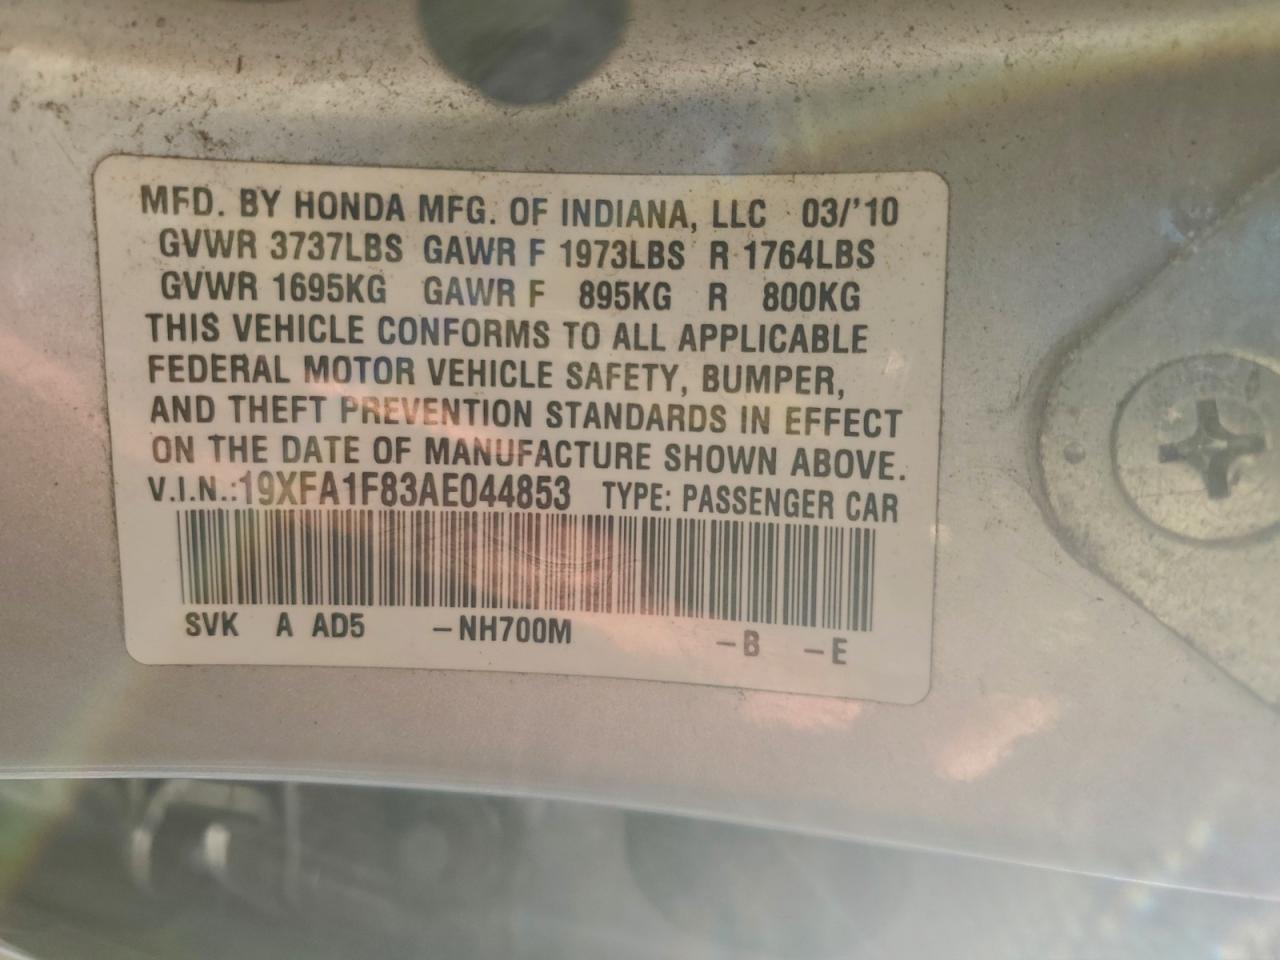 MFD. BY HONDA MFG. OF INDIANA, LLC 03/'10
GVWR 3737LBS GAWR F 1973LBS R 1764LBS
GVWR 1695KG GAWR F 895KG R 800KG
THIS VEHICLE CONFORMS TO ALL APPLICABLE
FEDERAL MOTOR VEHICLE SAFETY, BUMPER,
AND THEFT PREVENTION STANDARDS IN EFFECT
ON THE DATE OF MANUFACTURE SHOWN ABOVE.
V.I.N.:19XFA1F83AE044853 TYPE: PASSENGER CAR
SVK A AD5 -NH700M -B -E